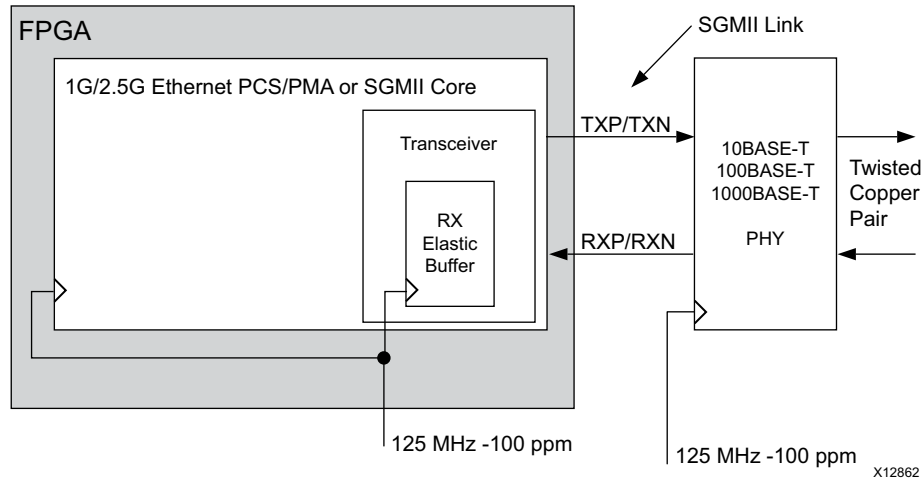 FPGA
SGMII Link
1G/2.5G Ethernet PCS/PMA or SGMII Core
Transceiver
RX
Elastic
Buffer
TXP/TXN
RXP/RXN
10BASE-T
100BASE-T
1000BASE-T
PHY
Twisted
Copper
Pair
125 MHz -100 ppm
125 MHz -100 ppm
X12862